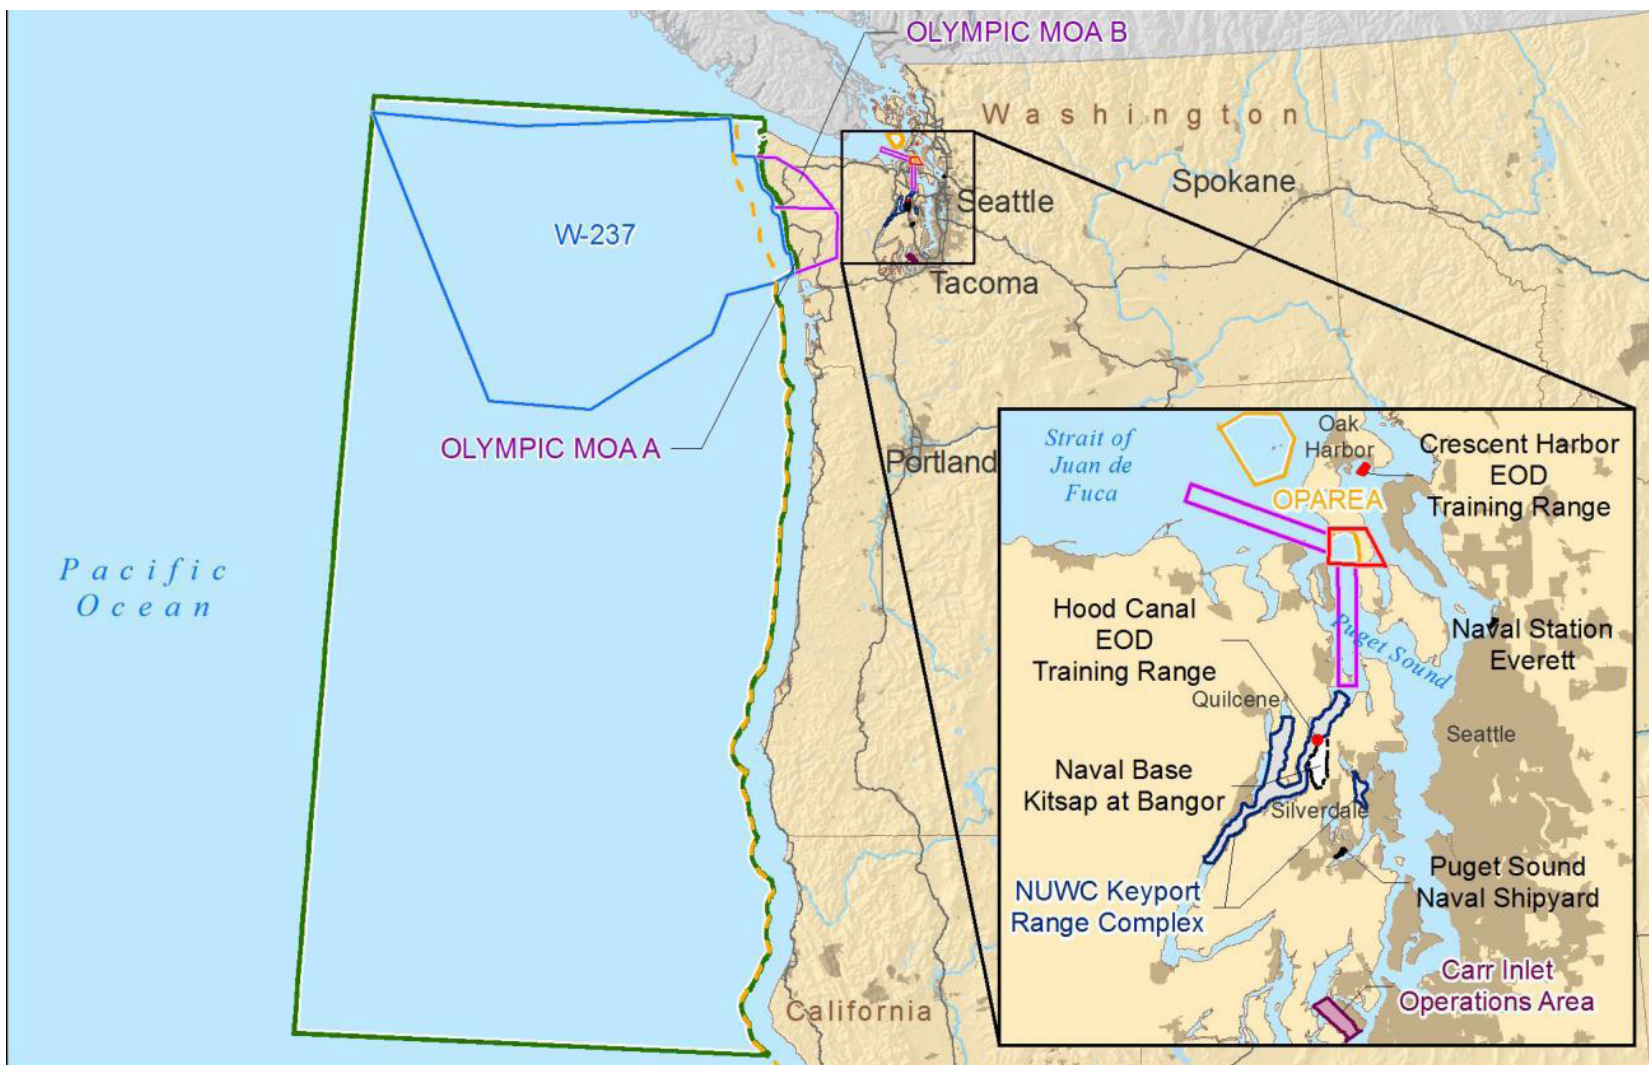 OLYMPIC MOA B
Washington
Spokane
Seattle
W-237
Tacoma
OLYMPIC MOA A
Portland
Pacific
Ocean
California
Strait of
Juan de
Fuca
Oak
Harbor
Crescent Harbor
EOD
Training Range
OPAREA
Hood Canal
EOD
Training Range
Puget Sound
Naval Station
Everett
Quilcene
Seattle
Naval Base
Kitsap at Bangor
Silverdale
NUWC Keyport
Range Complex
Puget Sound
Naval Shipyard
Carr Inlet
Operations Area